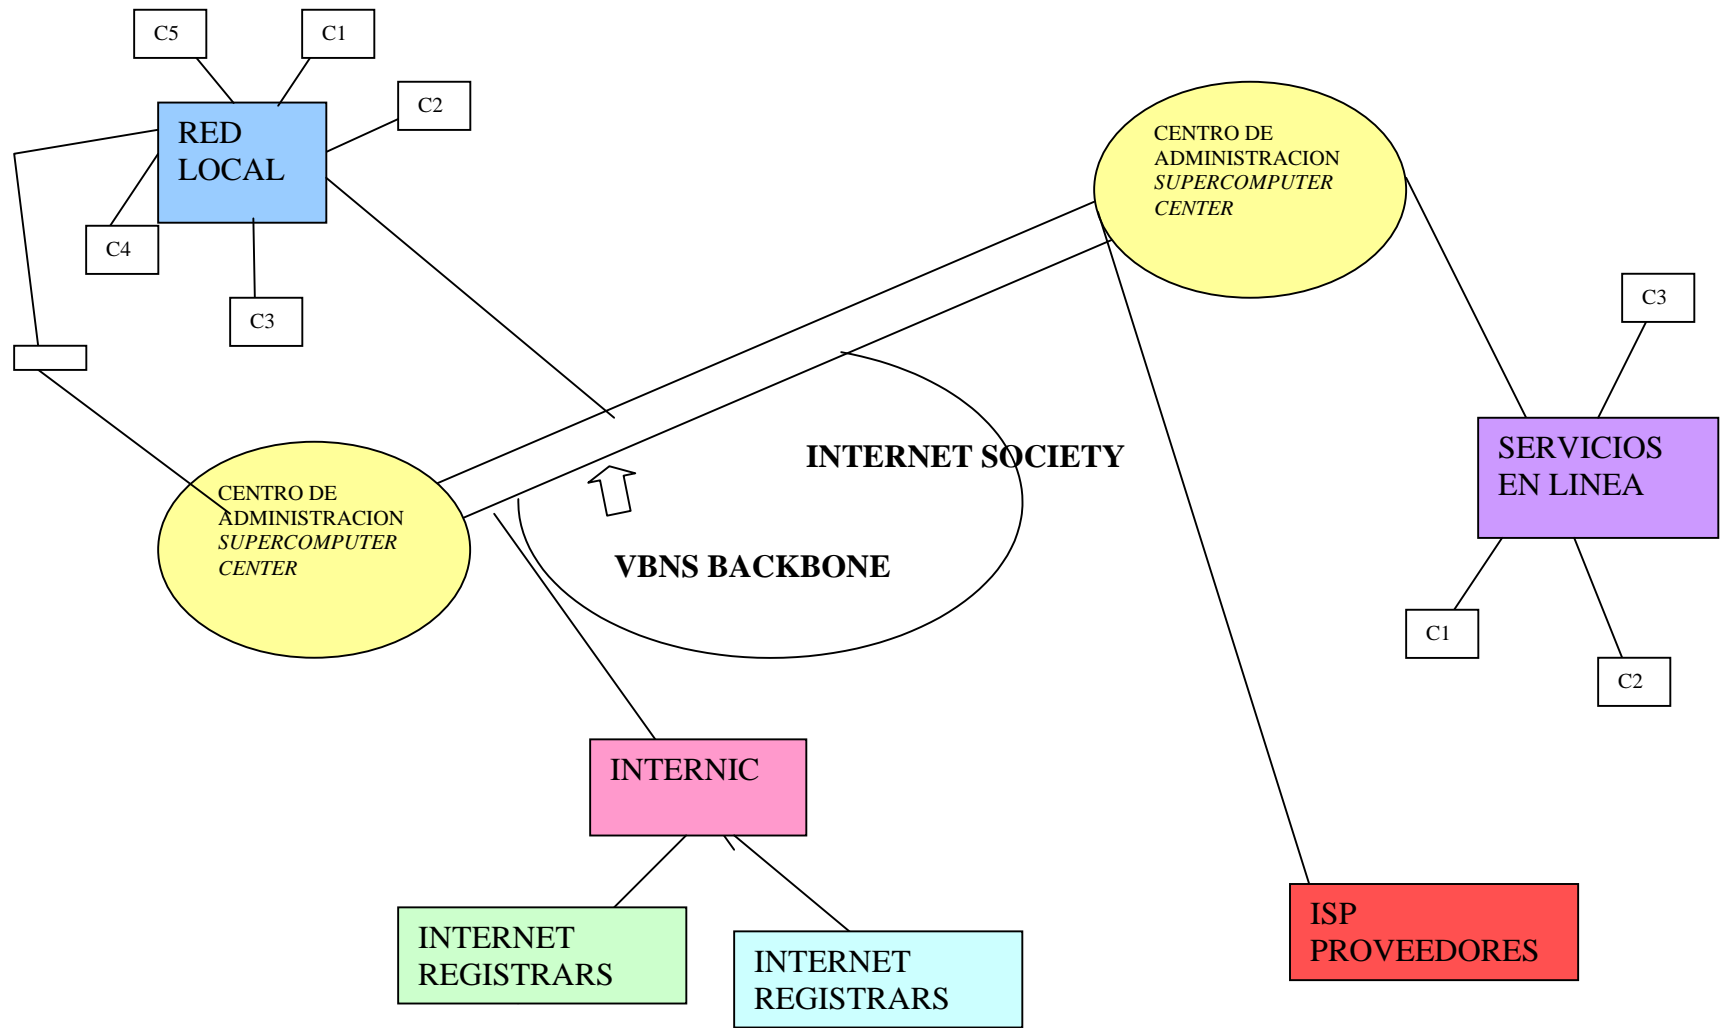 C5
C1
C2
RED
LOCAL
C4
C3
CENTRO DE
ADMINISTRACION
SUPERCOMPUTER
CENTER
C3
SERVICIOS
EN LINEA
C1
C2
INTERNET SOCIETY
CENTRO DE
ADMINISTRACION
SUPERCOMPUTER
CENTER
VBNS BACKBONE
INTERNIC
INTERNET
REGISTRARS
INTERNET
REGISTRARS
ISP
PROVEEDORES